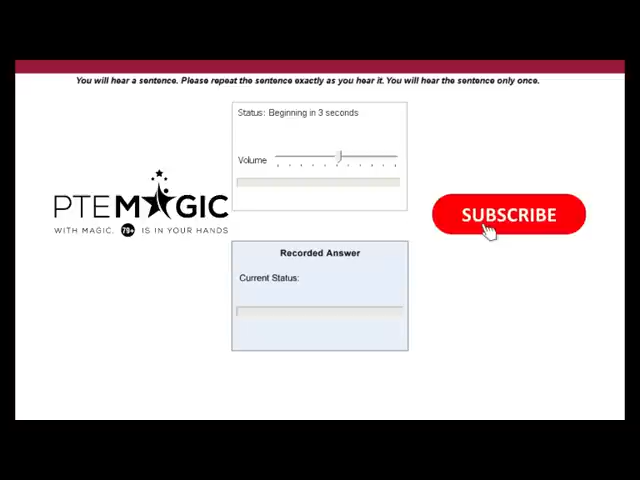 You will hear a sentence. Please repeat the sentence exactly as you hear it. You will hear the sentence only once.
Status: Beginning in 3 seconds
Volume
PTEMAGIC
WITH MAGIC, 79+ IS IN YOUR HANDS
SUBSCRIBE
Recorded Answer
Current Status: